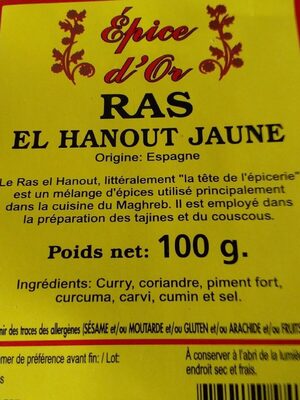 Épice
d'Or
RAS
EL HANOUT JAUNE
Origine: Espagne
Le Ras el Hanout, littéralement "la tête de l'épicerie"
est un mélange d'épices utilisé principalement
dans la cuisine du Maghreb. Il est employé dans
la préparation des tajines et du couscous.
Poids net: 100 g.
Ingrédients: Curry, coriandre, piment fort,
curcuma, carvi, cumin et sel.
nir des traces des allergènes (SÉSAME et/ou MOUTARDE et/ou GLUTEN et/ou ARACHIDE et/ou FRUITS
mer de préférence avant fin: / Lot:
À conserver à l'abri de la lumière
endroit sec et frais.